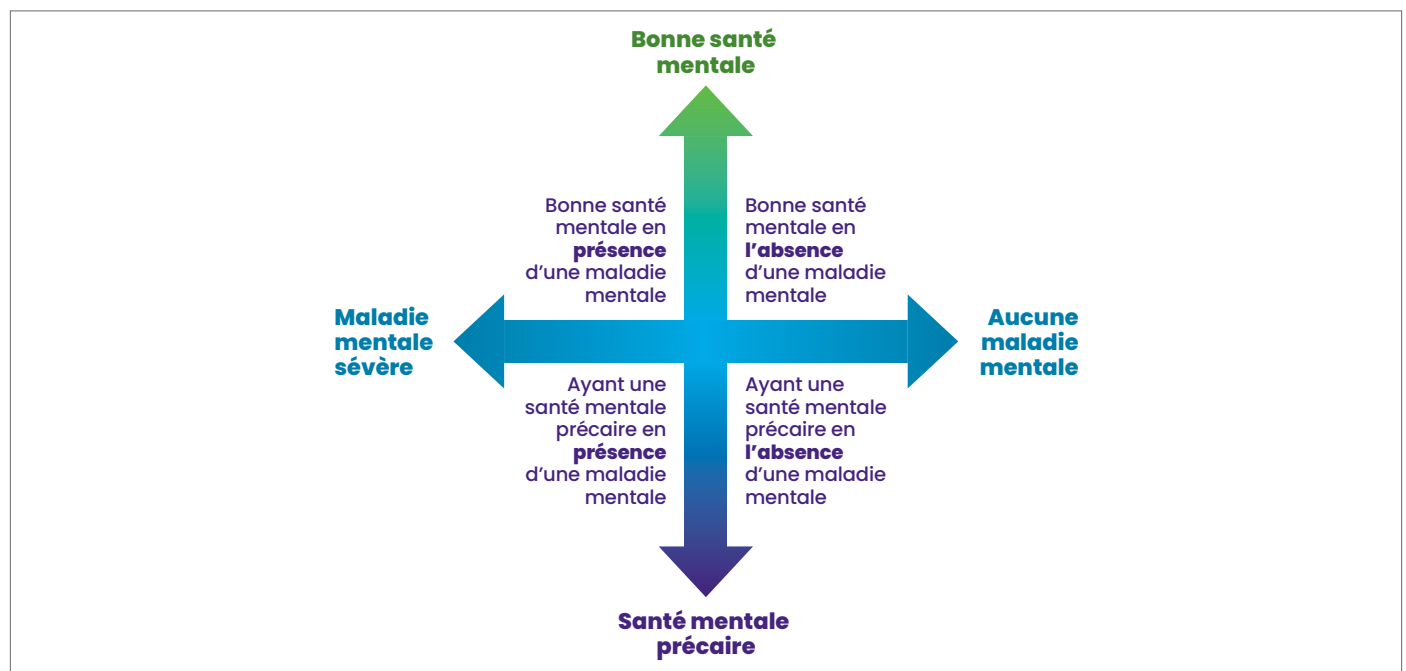 Bonne santé
mentale
Bonne santé
mentale en
présence
d'une maladie
mentale
Bonne santé
mentale en
l'absence
d'une maladie
mentale
Maladie
mentale
sévère
Aucune
maladie
mentale
Ayant une
santé mentale
précaire en
présence
d'une maladie
mentale
Ayant une
santé mentale
précaire en
l'absence
d'une maladie
mentale
Santé mentale
précaire